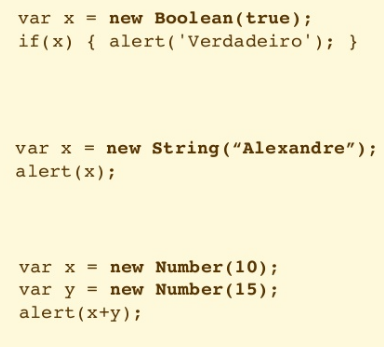 var x = new Boolean(true);
if(x) { alert('Verdadeiro'); }
var x = new String(“Alexandre”);
alert(x);
var x = new Number(10);
var y = new Number(15);
alert(x+y);